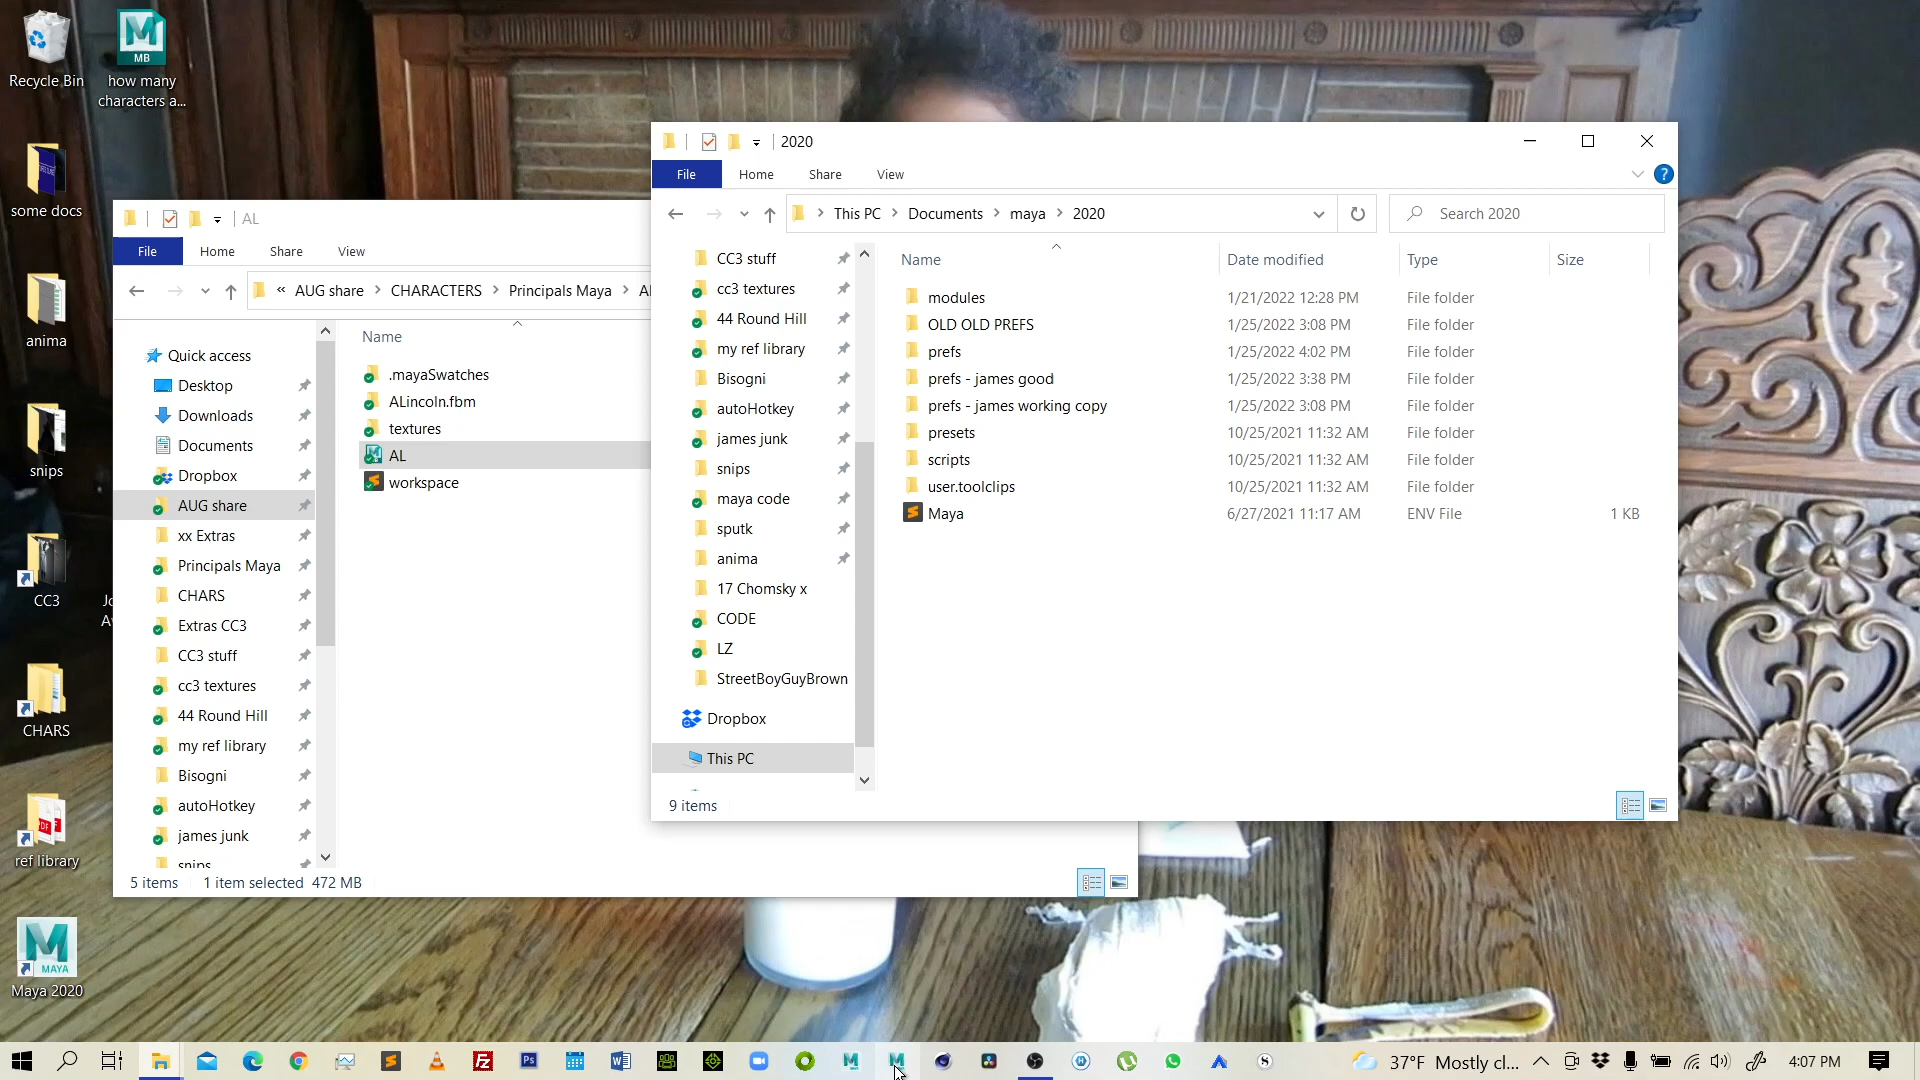 Recycle Bin
MB
how many
characters a...
some docs
anima
snips
CC3
CHARS
ref library
MAYA
Maya 2020
AL
File
Home
Share
View
« AUG share > CHARACTERS > Principals Maya >
Name
Quick access
Desktop
Downloads
Documents
Dropbox
AUG share
xx Extras
Principals Maya
CHARS
Extras CC3
CC3 stuff
cc3 textures
44 Round Hill
my ref library
Bisogni
autoHotkey
james junk
snips
.mayaSwatches
ALincoln.fbm
textures
AL
workspace
5 items 1 item selected 472 MB
2020
File
Home
Share
View
> This PC > Documents > maya > 2020
Search 2020
CC3 stuff
cc3 textures
44 Round Hill
my ref library
Bisogni
autoHotkey
james junk
snips
maya code
sputk
anima
17 Chomsky x
CODE
LZ
StreetBoyGuyBrown
Dropbox
This PC
Name Date modified Type Size
modules 1/21/2022 12:28 PM File folder
OLD OLD PREFS 1/25/2022 3:08 PM File folder
prefs 1/25/2022 4:02 PM File folder
prefs - james good 1/25/2022 3:38 PM File folder
prefs - james working copy 1/25/2022 3:08 PM File folder
presets 10/25/2021 11:32 AM File folder
scripts 10/25/2021 11:32 AM File folder
user.toolclips 10/25/2021 11:32 AM File folder
Maya 6/27/2021 11:17 AM ENV File 1 KB
9 items
37°F Mostly cl...
4:07 PM